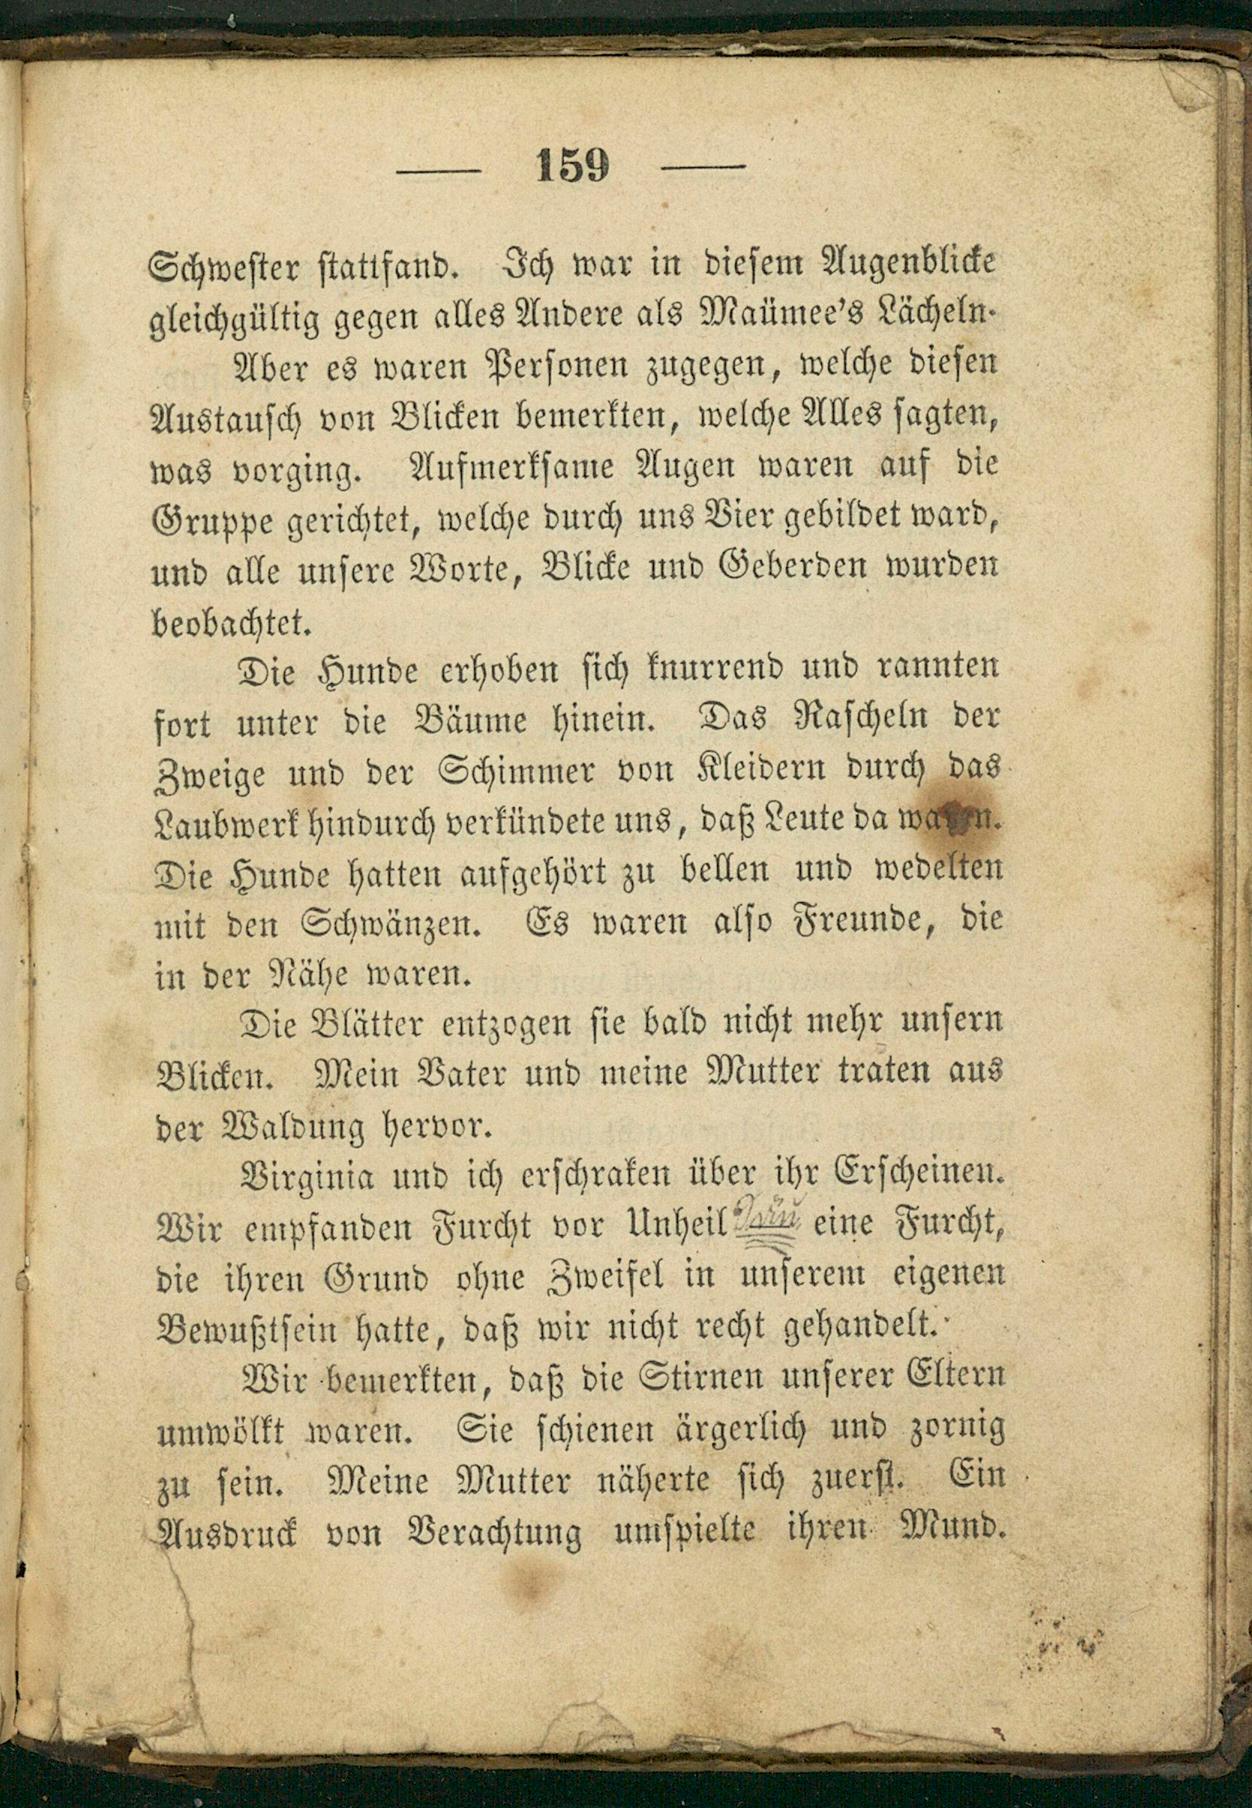 — 159 —
Schwester stattfand. Ich war in diesem Augenblicke
gleichgültig gegen alles Andere als Maümee's Lächeln.
Aber es waren Personen zugegen, welche diesen
Austausch von Blicken bemerkten, welche Alles sagten,
was vorging. Aufmerksame Augen waren auf die
Gruppe gerichtet, welche durch uns Vier gebildet ward,
und alle unsere Worte, Blicke und Geberden wurden
beobachtet.
Die Hunde erhoben sich knurrend und rannten
fort unter die Bäume hinein. Das Rascheln der
Zweige und der Schimmer von Kleidern durch das
Laubwerk hindurch verkündete uns, daß Leute da waren.
Die Hunde hatten aufgehört zu bellen und wedelten
mit den Schwänzen. Es waren also Freunde, die
in der Nähe waren.
Die Blätter entzogen sie bald nicht mehr unsern
Blicken. Mein Vater und meine Mutter traten aus
der Waldung hervor.
Virginia und ich erschraken über ihr Erscheinen.
Wir empfanden Furcht vor Unheil eine Furcht,
die ihren Grund ohne Zweifel in unserem eigenen
Bewußtsein hatte, daß wir nicht recht gehandelt.
Wir bemerkten, daß die Stirnen unserer Eltern
umwölkt waren. Sie schienen ärgerlich und zornig
zu sein. Meine Mutter näherte sich zuerst. Ein
Ausdruck von Verachtung umspielte ihren Mund.